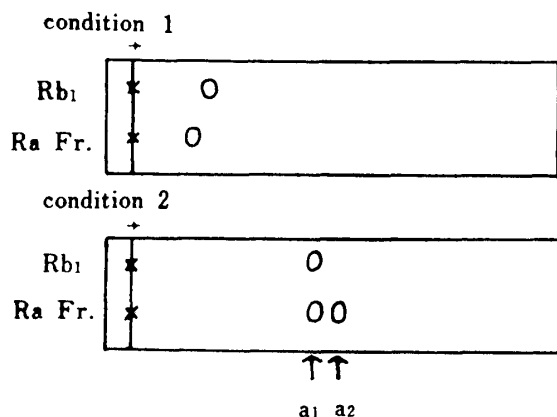 condition 1
Rb₁
Ra Fr.
condition 2
Rb₁
Ra Fr.
a₁ a₂